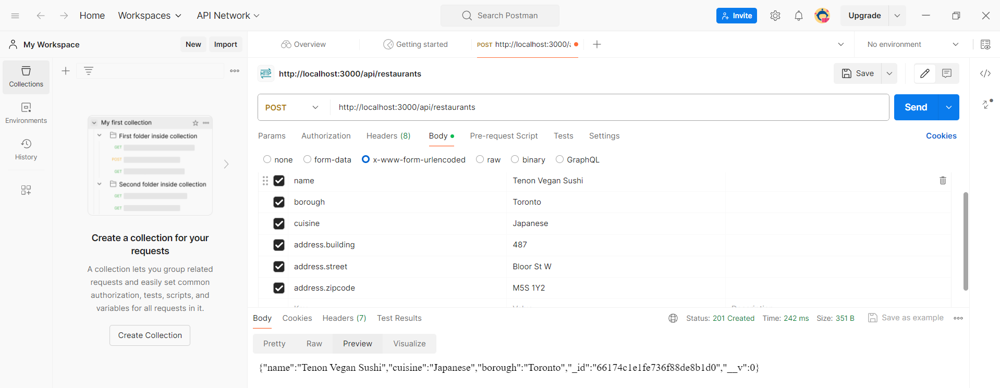 Home Workspaces API Network Search Postman Invite Upgrade
My Workspace New Import Overview Getting started POST http://localhost:3000/a No environment
Collections
Environments
History
My first collection
First folder inside collection
GET
POST
GET
Second folder inside collection
GET
GET
Create a collection for your
requests
A collection lets you group related
requests and easily set common
authorization, tests, scripts, and
variables for all requests in it.
Create Collection
HTTP http://localhost:3000/api/restaurants Save
POST http://localhost:3000/api/restaurants Send
Params Authorization Headers (8) Body Pre-request Script Tests Settings Cookies
none form-data x-www-form-urlencoded raw binary GraphQL
name Tenon Vegan Sushi
borough Toronto
cuisine Japanese
address.building 487
address.street Bloor St W
address.zipcode M5S 1Y2
Body Cookies Headers (7) Test Results Status: 201 Created Time: 242 ms Size: 351 B Save as example
Pretty Raw Preview Visualize
{"name":"Tenon Vegan Sushi","cuisine":"Japanese","borough":"Toronto","_id":"66174c1e1fe736f88de8b1d0","__v":0}